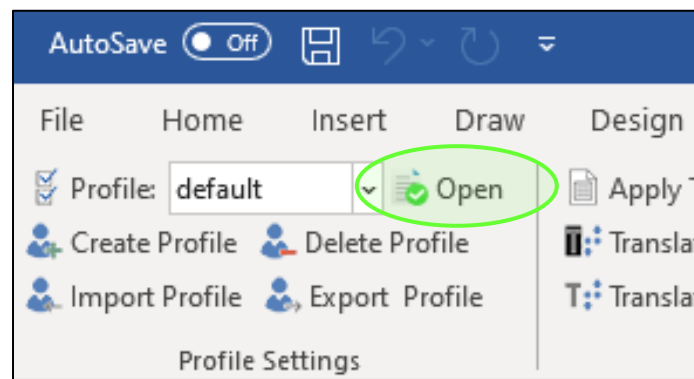 AutoSave Off
File Home Insert Draw Design
Profile: default Open Apply
Create Profile Delete Profile
Import Profile Export Profile
Profile Settings